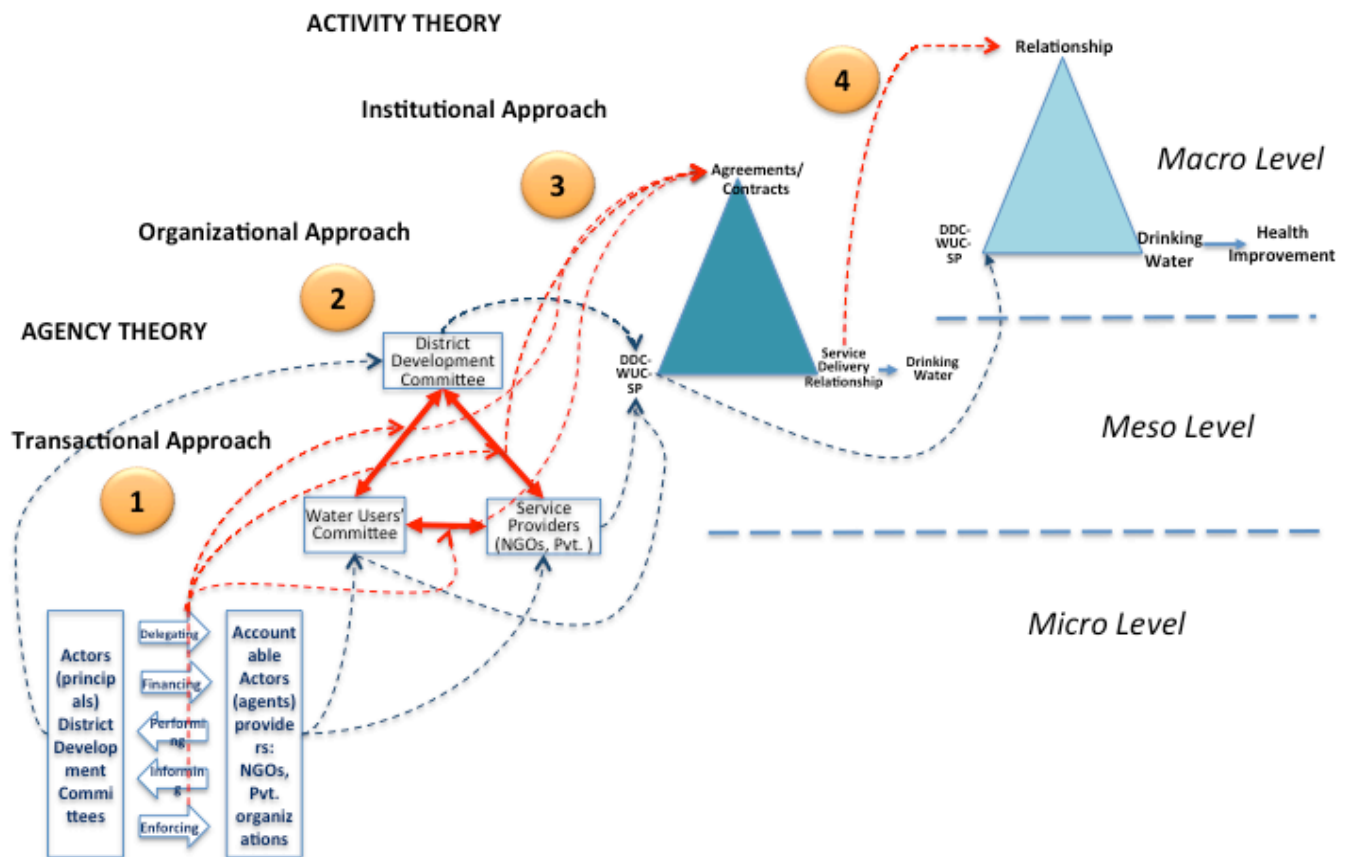 ACTIVITY THEORY
4
Relationship
Institutional Approach
3
Agreements/
Contracts
Macro Level
Organizational Approach
2
DDC-
WUC-
SP
Drinking
Water
Health
Improvement
AGENCY THEORY
District
Development
Committee
DDC-
WUC-
SP
Service
Delivery
Relationship
Drinking
Water
Meso Level
Transactional Approach
1
Water Users'
Committee
Service
Providers
(NGOs, Pvt. )
Micro Level
Actors
(princip
als)
District
Develop
ment
Commi
ttees
Delegating
Financing
Performi
ng
Informin
g
Enforcing
Account
able
Actors
(agents)
provide
rs:
NGOs,
Pvt.
organiz
ations